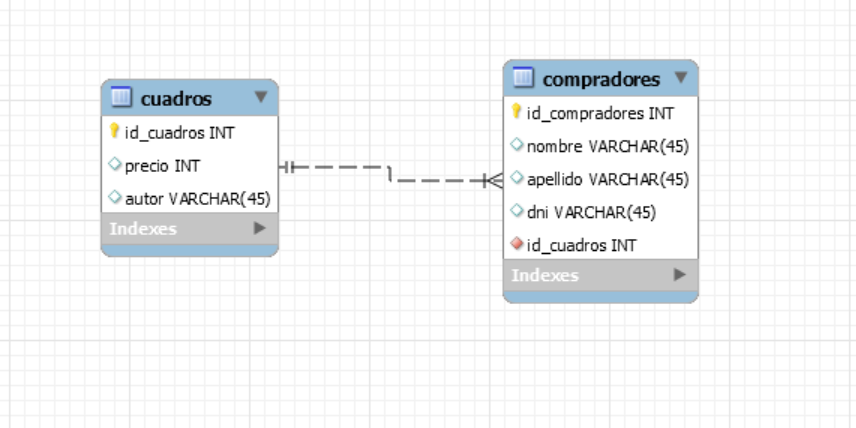 cuadros
id_cuadros INT
precio INT
autor VARCHAR(45)
Indexes
compradores
id_compradores INT
nombre VARCHAR(45)
apellido VARCHAR(45)
dni VARCHAR(45)
id_cuadros INT
Indexes